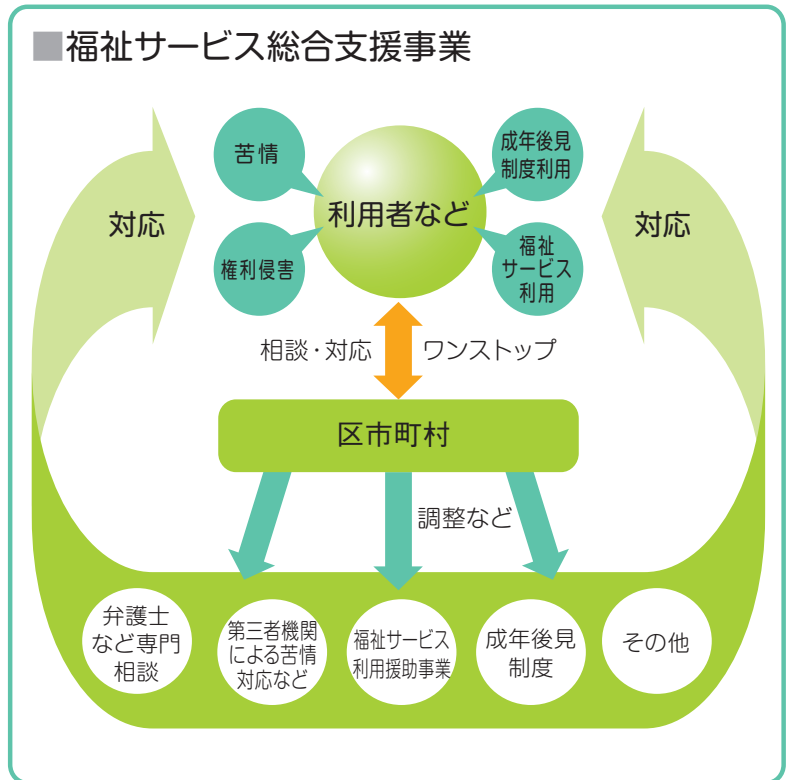 ■福祉サービス総合支援事業
苦情
成年後見
制度利用
対応
利用者など
対応
権利侵害
福祉
サービス
利用
相談・対応
ワンストップ
区市町村
調整など
弁護士
など専門
相談
第三者機関
による苦情
対応など
福祉サービス
利用援助事業
成年後見
制度
その他